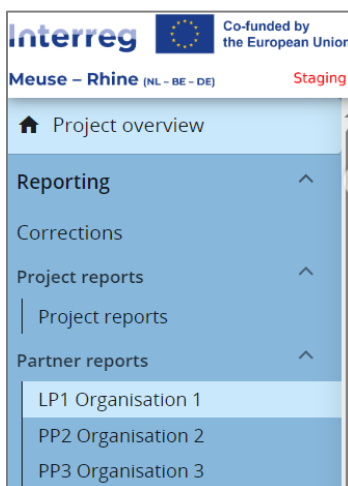 Interreg
Co-funded by
the European Union
Meuse – Rhine (NL – BE – DE)
Staging
Project overview
Reporting
Corrections
Project reports
Project reports
Partner reports
LP1 Organisation 1
PP2 Organisation 2
PP3 Organisation 3